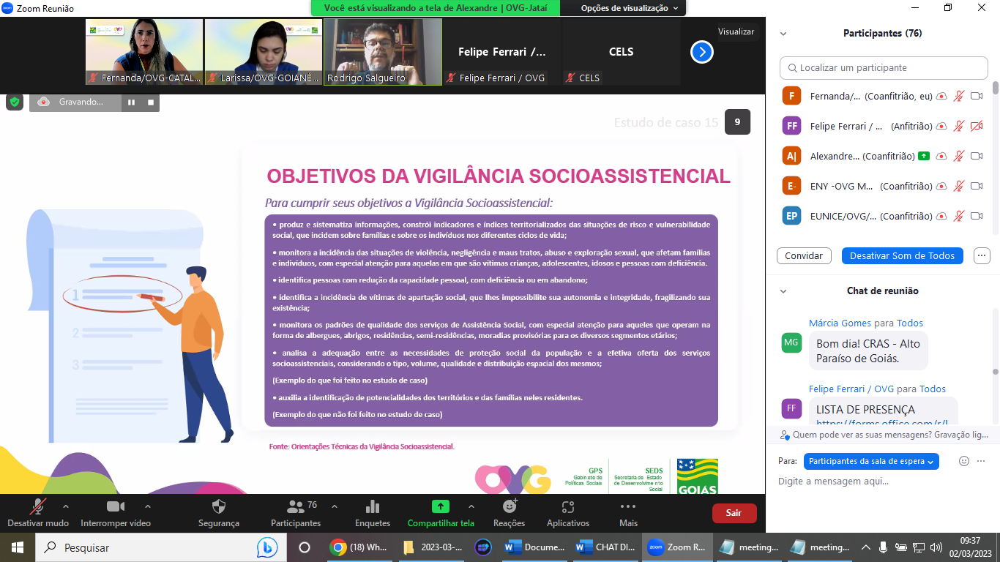 Zoom Reunião
Você está visualizando a tela de Alexandre | OVG-Jataí
Opções de visualização
Visualizar
Fernanda/OVG-CATAL...
Larissa/OVG-GOIANÉ...
Rodrigo Salgueiro
Felipe Ferrari /...
Felipe Ferrari / OVG
CELS
CELS
Gravando...
Estudo de caso 15
9
OBJETIVOS DA VIGILÂNCIA SOCIOASSISTENCIAL
Para cumprir seus objetivos a Vigilância Socioassistencial:
• produz e sistematiza informações, constrói indicadores e índices territorializados das situações de risco e vulnerabilidade
social, que incidem sobre famílias e sobre os indivíduos nos diferentes ciclos de vida;
• monitora a incidência das situações de violência, negligência e maus tratos, abuso e exploração sexual, que afetam famílias
e indivíduos, com especial atenção para aquelas em que são vítimas crianças, adolescentes, idosos e pessoas com deficiência.
• identifica pessoas com redução da capacidade pessoal, com deficiência ou em abandono;
• identifica a incidência de vítimas de apartação social, que lhes impossibilite sua autonomia e integridade, fragilizando sua
existência;
• monitora os padrões de qualidade dos serviços de Assistência Social, com especial atenção para aqueles que operam na
forma de albergues, abrigos, residências, semi-residências, moradias provisórias para os diversos segmentos etários;
• analisa a adequação entre as necessidades de proteção social da população e a efetiva oferta dos serviços
socioassistenciais, considerando o tipo, volume, qualidade e distribuição espacial dos mesmos;
(Exemplo do que foi feito no estudo de caso)
• auxilia a identificação de potencialidades dos territórios e das famílias neles residentes.
(Exemplo do que não foi feito no estudo de caso)
Fonte: Orientações Técnicas da Vigilância Socioassistencial.
1
2
3
OVG
GPS
Gabinete de
Políticas Sociais
SEDS
Secretaria de Estado
de Desenvolvimento
Social
GOIÁS
Participantes (76)
Localizar um participante
F
Fernanda/... (Coanfitrião, eu)
FF
Felipe Ferrari / ... (Anfitrião)
A|
Alexandre... (Coanfitrião)
E-
ENY -OVG M... (Coanfitrião)
EP
EUNICE/OVG/... (Coanfitrião)
Convidar
Desativar Som de Todos
Chat de reunião
Márcia Gomes para Todos
MG
Bom dia! CRAS - Alto
Paraíso de Goiás.
Felipe Ferrari / OVG para Todos
FF
LISTA DE PRESENÇA
https://forms.office.com/r/l
Quem pode ver as suas mensagens? Gravação lig...
Para:
Participantes da sala de espera
Digite a mensagem aqui...
Desativar mudo
Interromper vídeo
Segurança
76
Participantes
Enquetes
Compartilhar tela
Reações
Aplicativos
Mais
Sair
Pesquisar
(18) Wh...
2023-03-...
Docume...
CHAT DI...
zoom
Zoom R...
meeting...
meeting...
09:37
02/03/2023